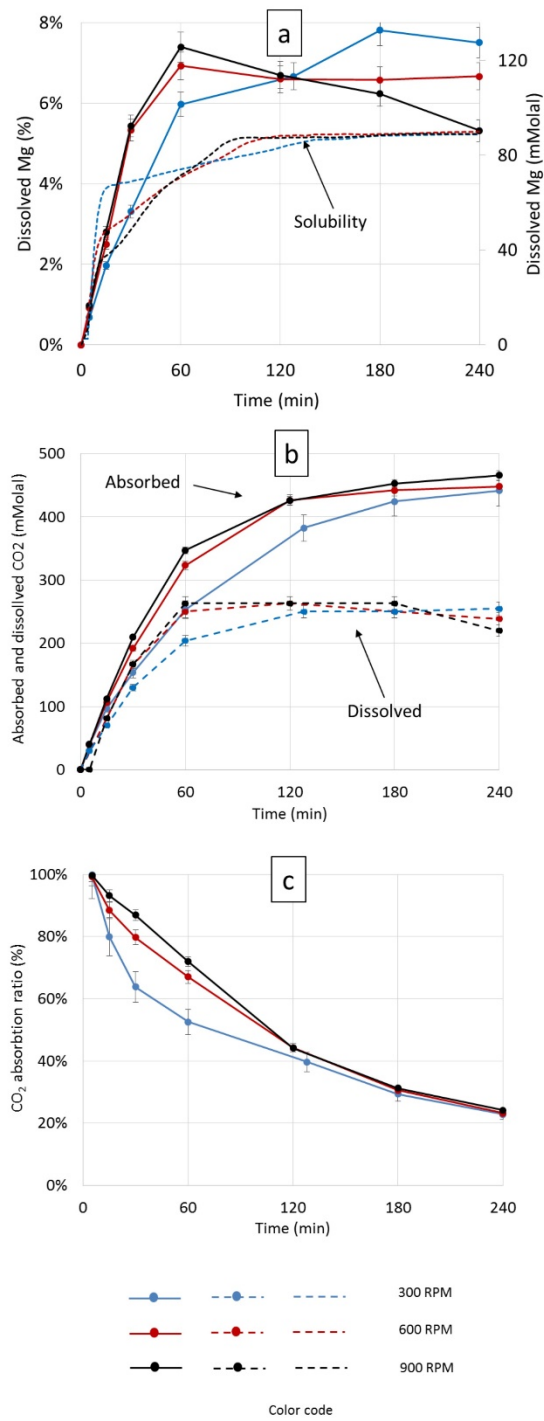 a
8%
6%
4%
2%
0%
Dissolved Mg (%)
120
80
40
0
Dissolved Mg (mMolal)
Solubility
0 60 120 180 240
Time (min)
b
500
400
300
200
100
0
Absorbed and dissollved CO2 (mMolal)
Absorbed
Dissolved
0 60 120 180 240
Time (min)
c
100%
80%
60%
40%
20%
0%
CO₂ absorbtion ratio (%)
0 60 120 180 240
Time (min)
300 RPM
600 RPM
900 RPM
Color code